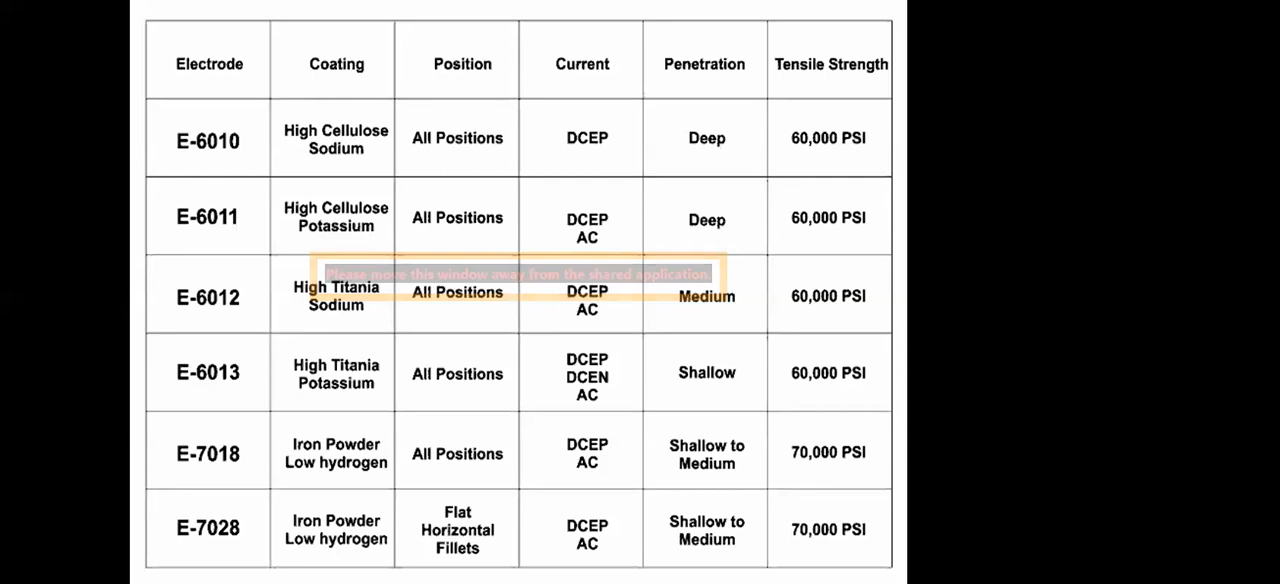 Electrode Coating Position Current Penetration Tensile Strength
E-6010 High Cellulose Sodium All Positions DCEP Deep 60,000 PSI
E-6011 High Cellulose Potassium All Positions DCEP AC Deep 60,000 PSI
Please move this window away from the shared application.
E-6012 High Titania Sodium All Positions DCEP AC Medium 60,000 PSI
E-6013 High Titania Potassium All Positions DCEP DCEN AC Shallow 60,000 PSI
E-7018 Iron Powder Low hydrogen All Positions DCEP AC Shallow to Medium 70,000 PSI
E-7028 Iron Powder Low hydrogen Flat Horizontal Fillets DCEP AC Shallow to Medium 70,000 PSI